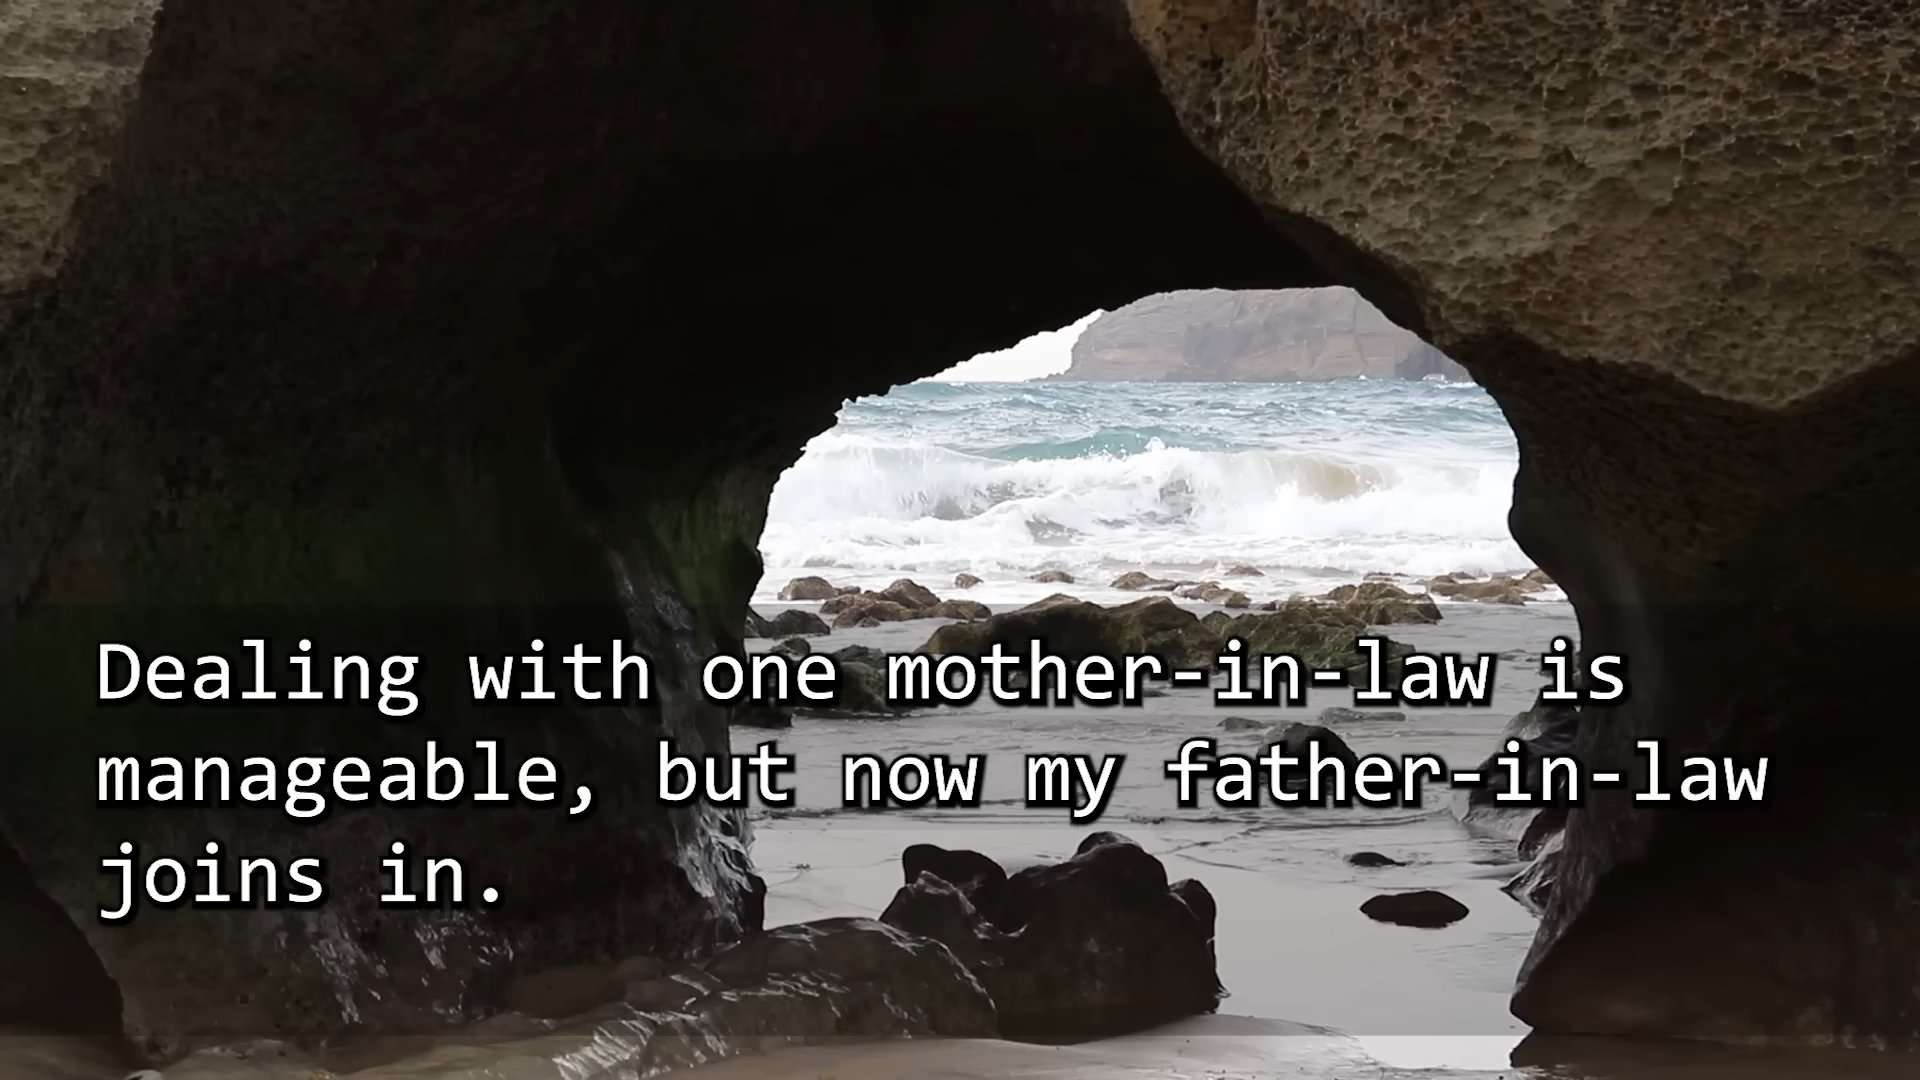 Dealing with one mother-in-law is
manageable, but now my father-in-law
joins in.